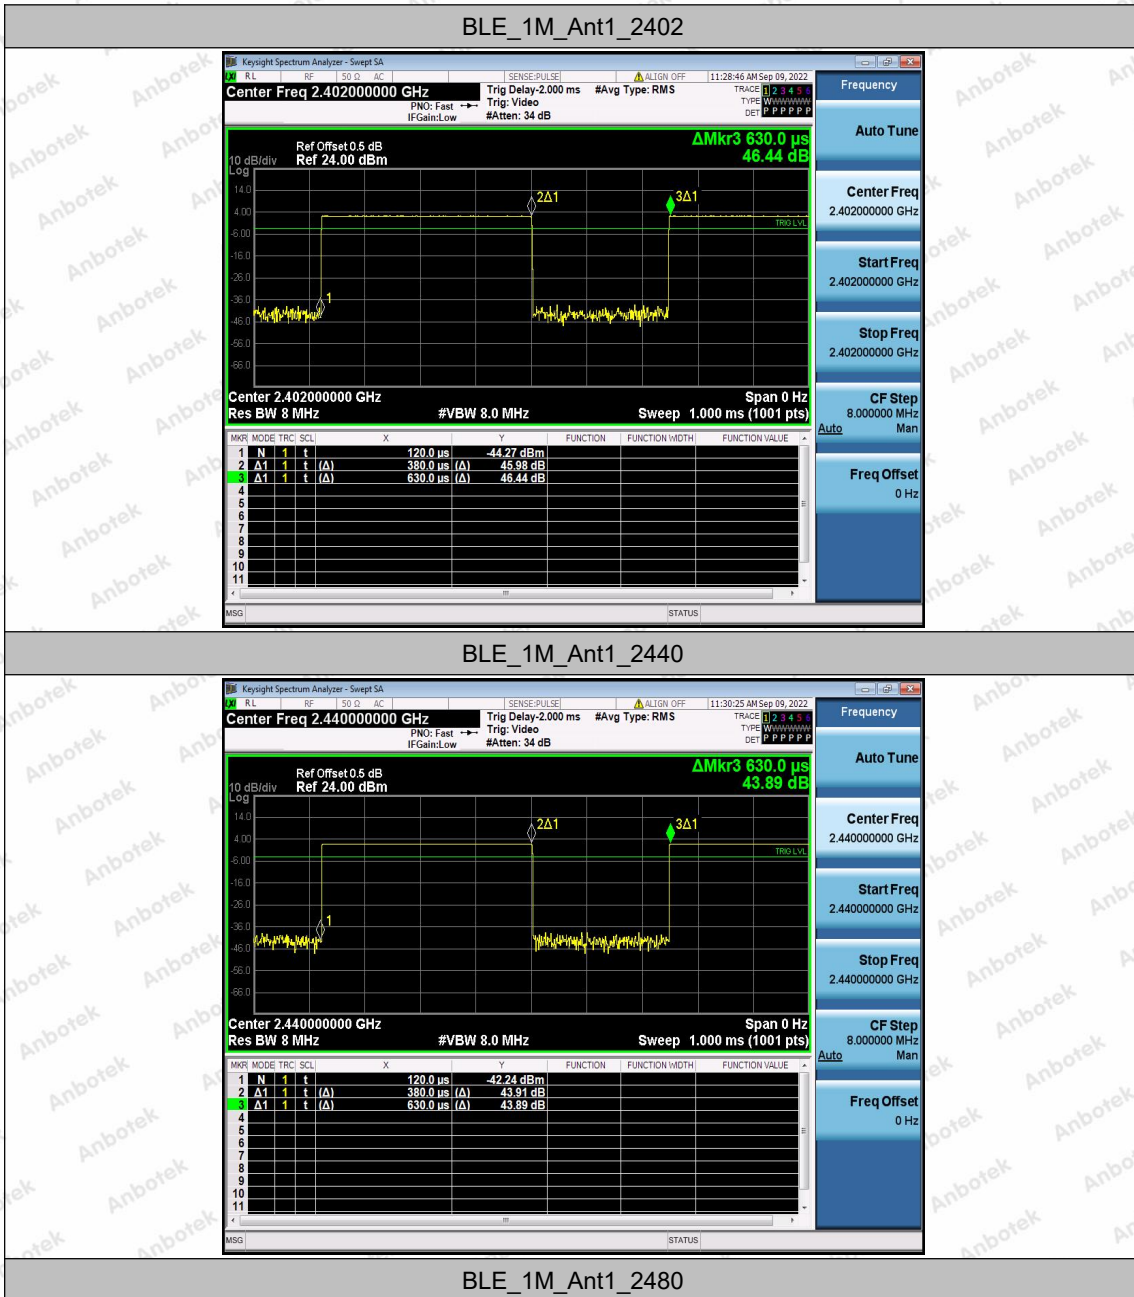 BLE_1M_Ant1_2402
Keysight Spectrum Analyzer - Swept SA
LXI RL RF 50 Ω AC SENSE:PULSE ALIGN OFF 11:28:46 AM Sep 09, 2022
Center Freq 2.402000000 GHz Trig Delay-2.000 ms #Avg Type: RMS TRACE 1 2 3 4 5 6
PNO: Fast Trig: Video TYPE WWWWWW
IFGain:Low #Atten: 34 dB DET P P P P P P
Frequency
Auto Tune
Center Freq
2.402000000 GHz
Start Freq
2.402000000 GHz
Stop Freq
2.402000000 GHz
CF Step
8.000000 MHz
Auto Man
Freq Offset
0 Hz
ΔMkr3 630.0 µs
46.44 dB
Ref Offset 0.5 dB
10 dB/div Ref 24.00 dBm
Log
14.0
4.00
-6.00
-16.0
-26.0
-36.0
-46.0
-56.0
-66.0
2Δ1
3Δ1
TRIG LVL
1
Center 2.402000000 GHz Span 0 Hz
Res BW 8 MHz #VBW 8.0 MHz Sweep 1.000 ms (1001 pts)
MKR MODE TRC SCL X Y FUNCTION FUNCTION WIDTH FUNCTION VALUE
1 N 1 t 120.0 µs -44.27 dBm
2 Δ1 1 t (Δ) 380.0 µs (Δ) 45.98 dB
3 Δ1 1 t (Δ) 630.0 µs (Δ) 46.44 dB
4
5
6
7
8
9
10
11
MSG STATUS
BLE_1M_Ant1_2440
Keysight Spectrum Analyzer - Swept SA
LXI RL RF 50 Ω AC SENSE:PULSE ALIGN OFF 11:30:25 AM Sep 09, 2022
Center Freq 2.440000000 GHz Trig Delay-2.000 ms #Avg Type: RMS TRACE 1 2 3 4 5 6
PNO: Fast Trig: Video TYPE WWWWWW
IFGain:Low #Atten: 34 dB DET P P P P P P
Frequency
Auto Tune
Center Freq
2.440000000 GHz
Start Freq
2.440000000 GHz
Stop Freq
2.440000000 GHz
CF Step
8.000000 MHz
Auto Man
Freq Offset
0 Hz
ΔMkr3 630.0 µs
43.89 dB
Ref Offset 0.5 dB
10 dB/div Ref 24.00 dBm
Log
14.0
4.00
-6.00
-16.0
-26.0
-36.0
-46.0
-56.0
-66.0
2Δ1
3Δ1
TRIG LVL
1
Center 2.440000000 GHz Span 0 Hz
Res BW 8 MHz #VBW 8.0 MHz Sweep 1.000 ms (1001 pts)
MKR MODE TRC SCL X Y FUNCTION FUNCTION WIDTH FUNCTION VALUE
1 N 1 t 120.0 µs -42.24 dBm
2 Δ1 1 t (Δ) 380.0 µs (Δ) 43.91 dB
3 Δ1 1 t (Δ) 630.0 µs (Δ) 43.89 dB
4
5
6
7
8
9
10
11
MSG STATUS
BLE_1M_Ant1_2480